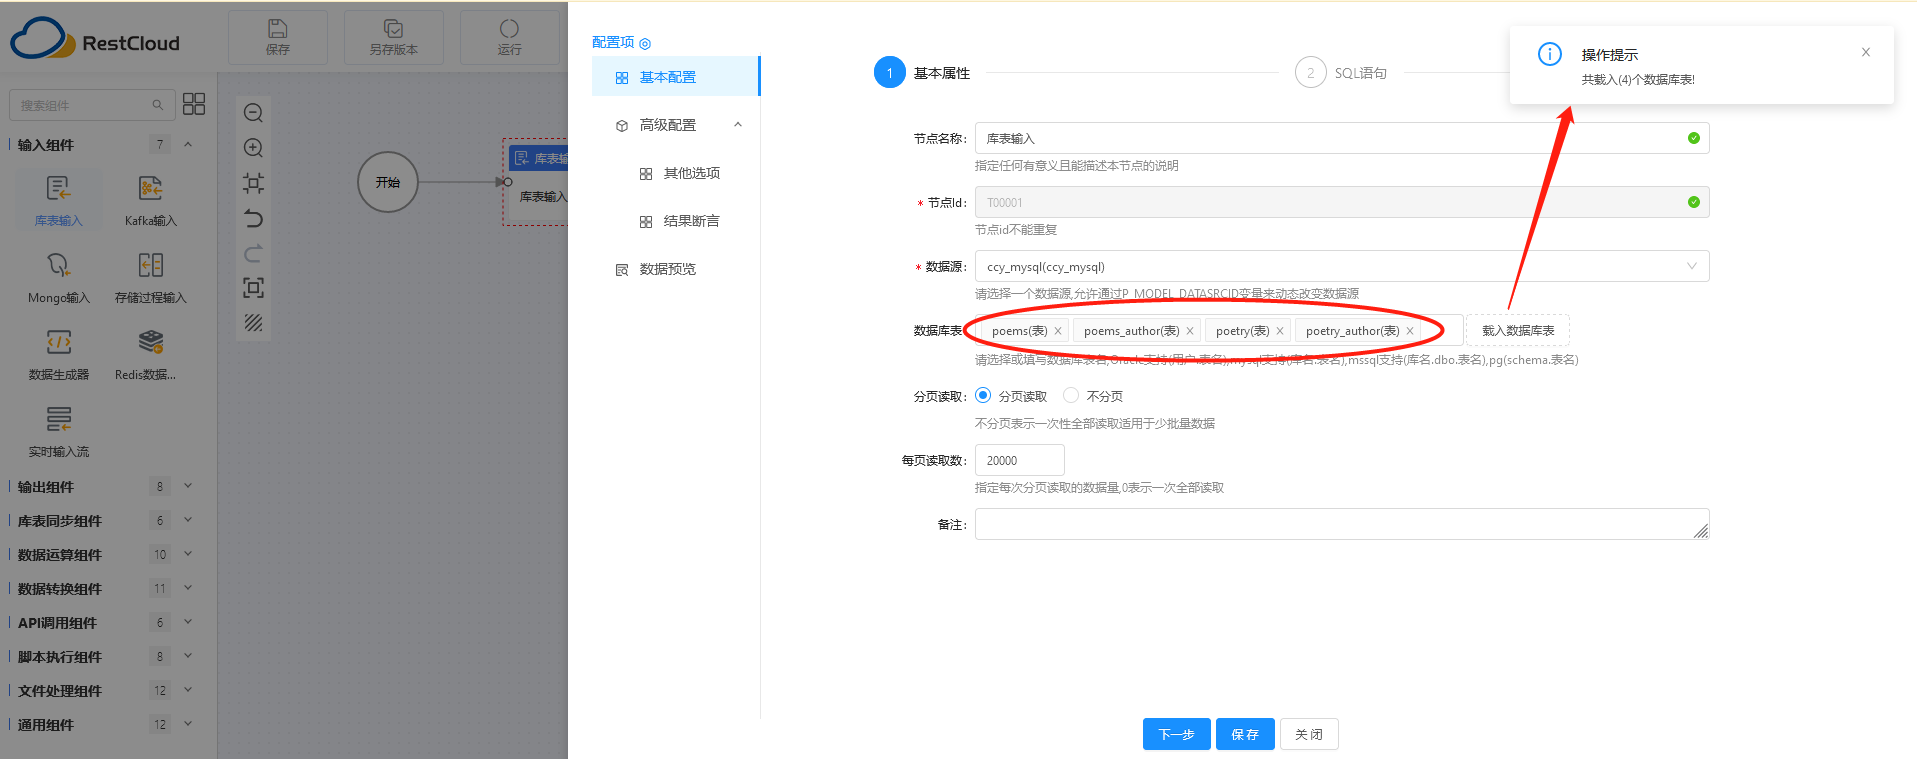 RestCloud
保存
另存版本
运行
搜索组件
输入组件 7
库表输入
Kafka输入
Mongo输入
存储过程输入
数据生成器
Redis数据...
实时输入流
输出组件 8
库表同步组件 6
数据运算组件 10
数据转换组件 11
API调用组件 6
脚本执行组件 8
文件处理组件 12
通用组件 12
开始
库表输
库表输入
配置项
基本配置
高级配置
其他选项
结果断言
数据预览
1 基本属性
2 SQL语句
操作提示
共载入(4)个数据库表!
节点名称: 库表输入
指定任何有意义且能描述本节点的说明
* 节点Id: T00001
节点id不能重复
* 数据源: ccy_mysql(ccy_mysql)
请选择一个数据源,允许通过P_MODEL_DATASRCID变量来动态改变数据源
数据库表 poems(表) poems_author(表) poetry(表) poetry_author(表) 载入数据库表
请选择或填写数据库表名,Oracle支持(用户.表名),mysql支持(库名.表名),mssql支持(库名.dbo.表名),pg(schema.表名)
分页读取: 分页读取 不分页
不分页表示一次性全部读取适用于少批量数据
每页读取数: 20000
指定每次分页读取的数据量,0表示一次全部读取
备注:
下一步 保存 关闭